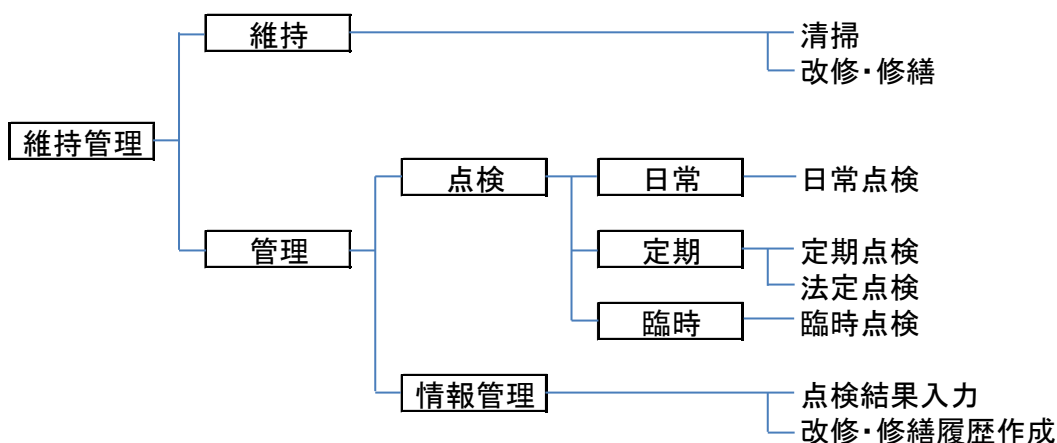 維持
清掃
改修・修繕
維持管理
点検
日常
日常点検
管理
定期
定期点検
法定点検
臨時
臨時点検
情報管理
点検結果入力
改修・修繕履歴作成